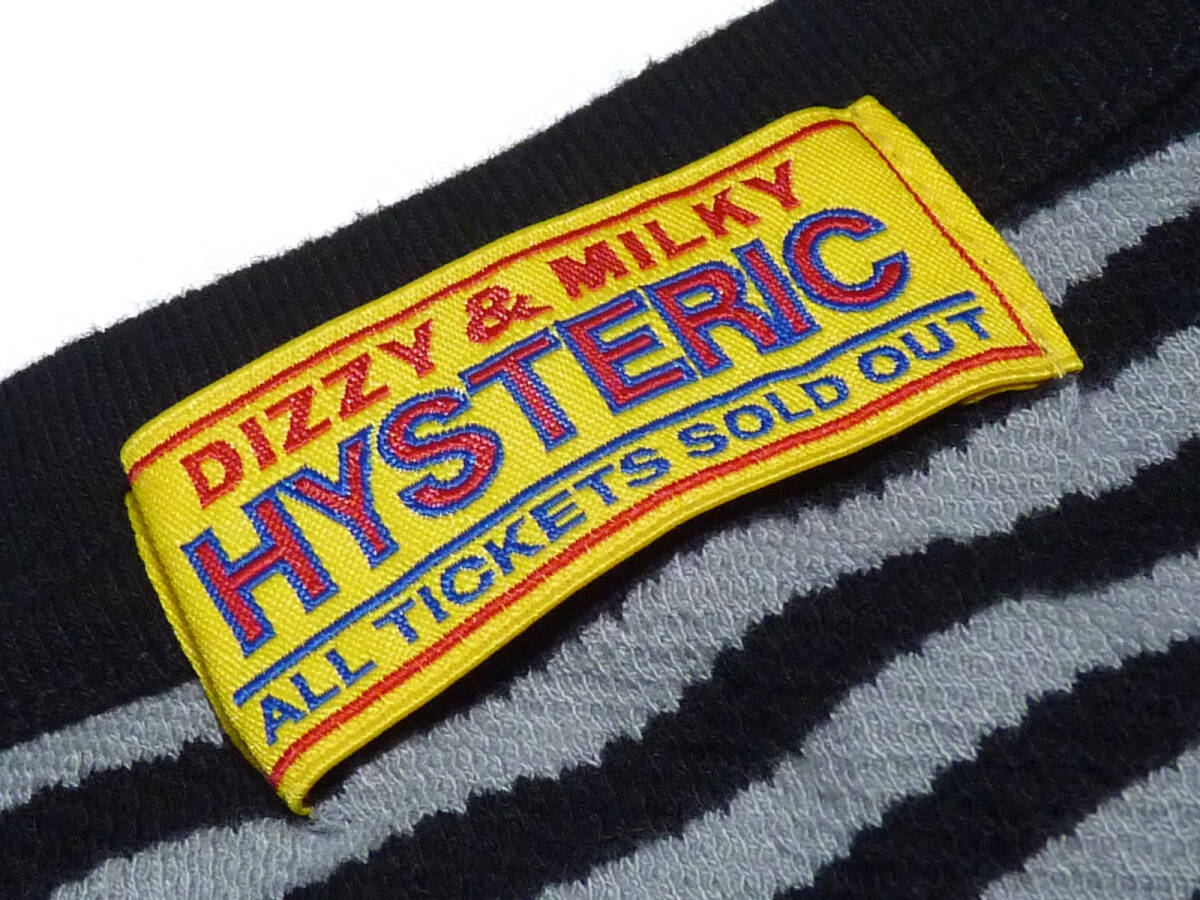 DIZZY & MILKY
HYSTERIC
ALL TICKETS SOLD OUT